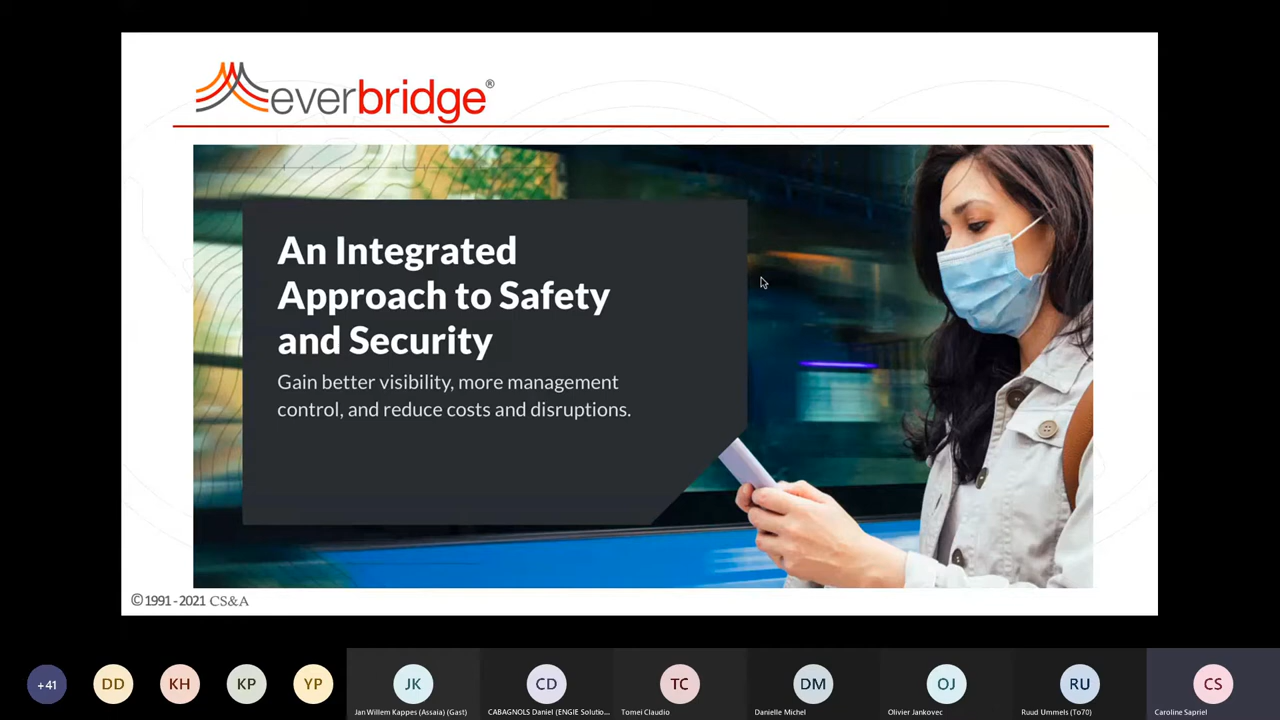 everbridge®
An Integrated
Approach to Safety
and Security
Gain better visibility, more management
control, and reduce costs and disruptions.
©1991-2021 CS&A
+41
DD
KH
KP
YP
JK
CD
TC
DM
OJ
RU
CS
Jan Willem Kappes (Assaia) (Gast)
CABAGNOLS Daniel (ENGIE Solutio...
Tomei Claudio
Danielle Michel
Olivier Jankovec
Ruud Ummels (To70)
Caroline Sapriel